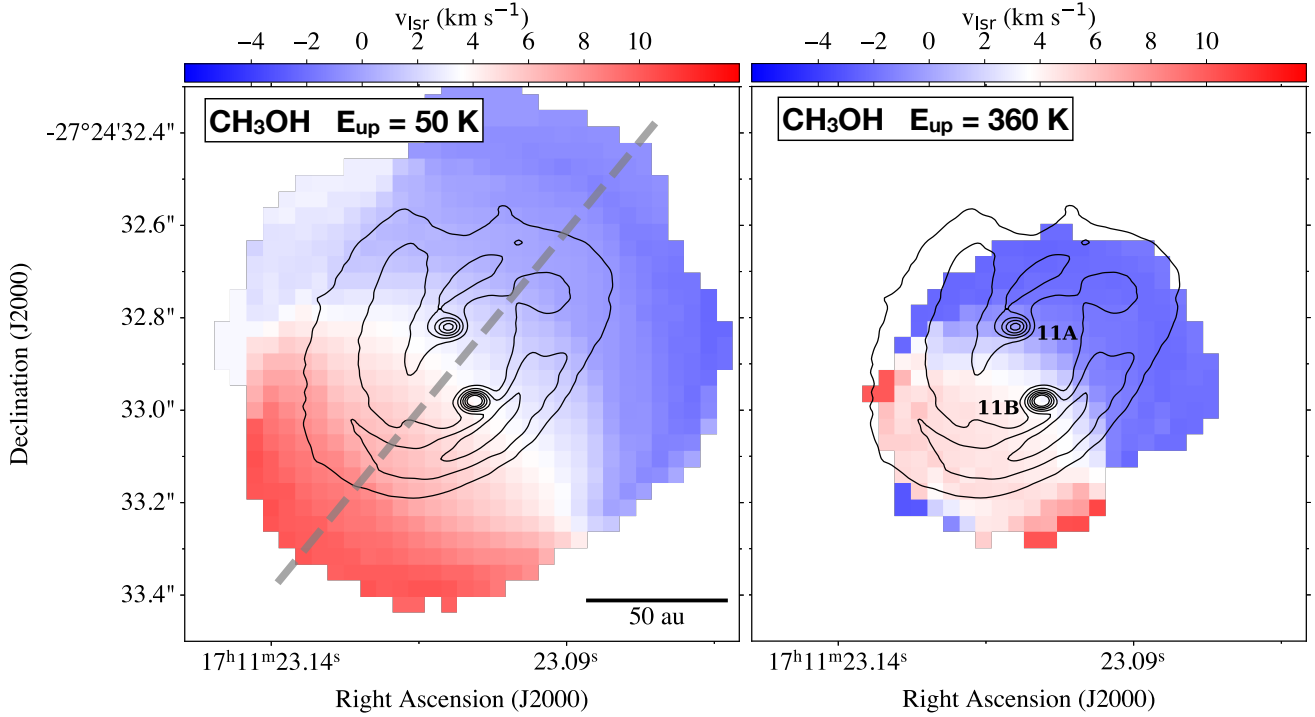 v_lsr (km s⁻¹)
−4 −2 0 2 4 6 8 10
v_lsr (km s⁻¹)
−4 −2 0 2 4 6 8 10
CH₃OH E_up = 50 K
CH₃OH E_up = 360 K
-27°24'32.4"
32.6"
32.8"
33.0"
33.2"
33.4"
Declination (J2000)
11A
11B
50 au
17ʰ11ᵐ23.14ˢ 23.09ˢ
17ʰ11ᵐ23.14ˢ 23.09ˢ
Right Ascension (J2000)
Right Ascension (J2000)